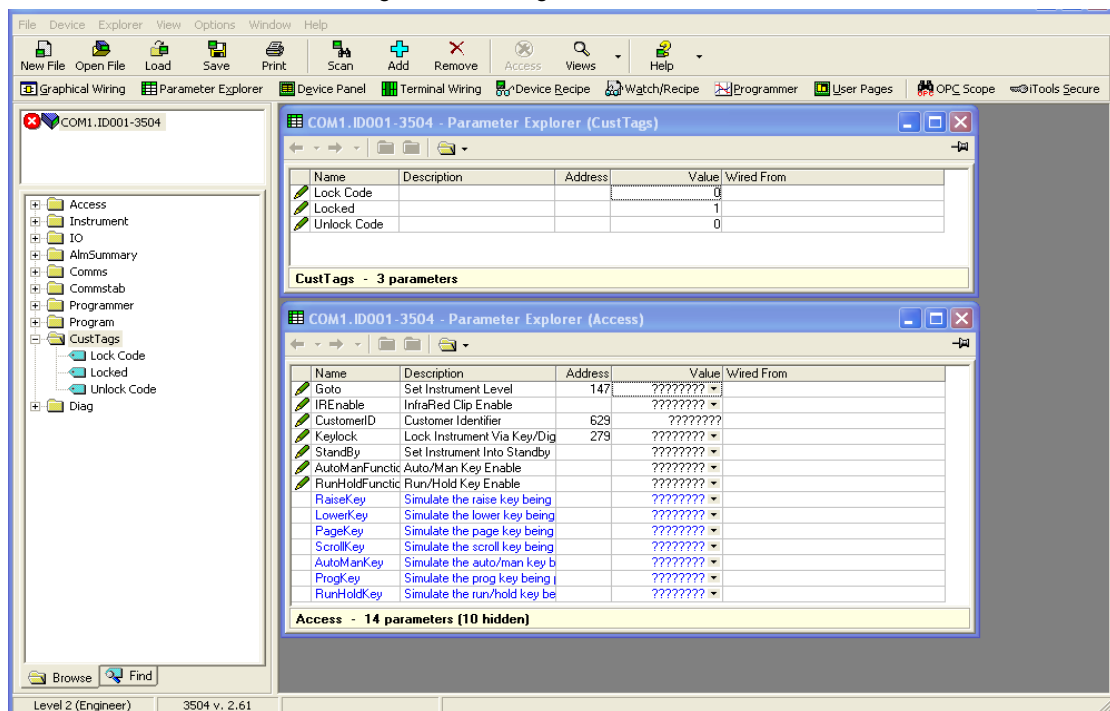 File Device Explorer View Options Window Help
New File Open File Load Save Print Scan Add Remove Access Views Help
Graphical Wiring Parameter Explorer Device Panel Terminal Wiring Device Recipe Watch/Recipe Programmer User Pages OPC Scope iTools Secure
COM1.ID001-3504
Access
Instrument
IO
AlmSummary
Comms
Commstab
Programmer
Program
CustTags
Lock Code
Locked
Unlock Code
Diag
Browse Find
COM1.ID001-3504 - Parameter Explorer (CustTags)
Name Description Address Value Wired From
Lock Code 0
Locked 1
Unlock Code 0
CustTags - 3 parameters
COM1.ID001-3504 - Parameter Explorer (Access)
Name Description Address Value Wired From
Goto Set Instrument Level 147 ????????
IREnable InfraRed Clip Enable ????????
CustomerID Customer Identifier 629 ????????
Keylock Lock Instrument Via Key/Dig 279 ????????
StandBy Set Instrument Into Standby ????????
AutoManFunctic Auto/Man Key Enable ????????
RunHoldFunctic Run/Hold Key Enable ????????
RaiseKey Simulate the raise key being ????????
LowerKey Simulate the lower key being ????????
PageKey Simulate the page key being ????????
ScrollKey Simulate the scroll key being ????????
AutoManKey Simulate the auto/man key b ????????
ProgKey Simulate the prog key being ????????
RunHoldKey Simulate the run/hold key be ????????
Access - 14 parameters (10 hidden)
Level 2 (Engineer) 3504 v. 2.61